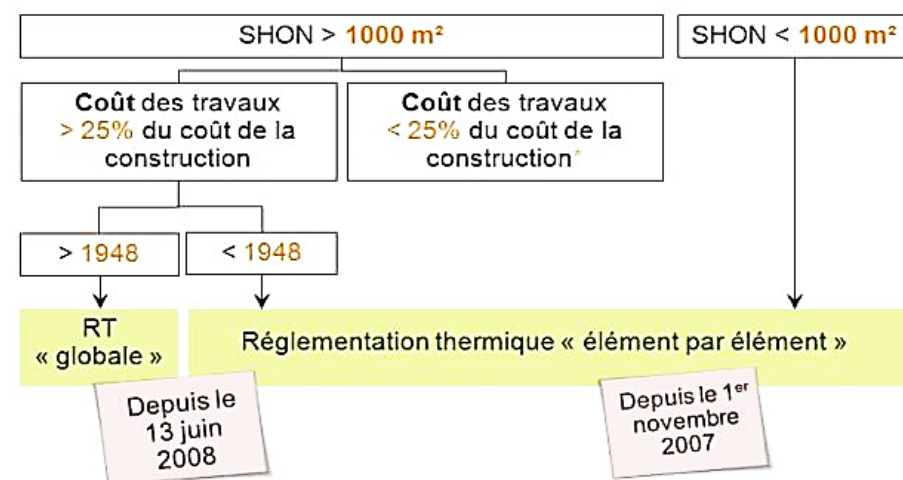 SHON > 1000 m²
SHON < 1000 m²
Coût des travaux
> 25% du coût de la
construction
Coût des travaux
< 25% du coût de la
construction*
> 1948
< 1948
RT
« globale »
Réglementation thermique « élément par élément »
Depuis le
13 juin
2008
Depuis le 1er
novembre
2007